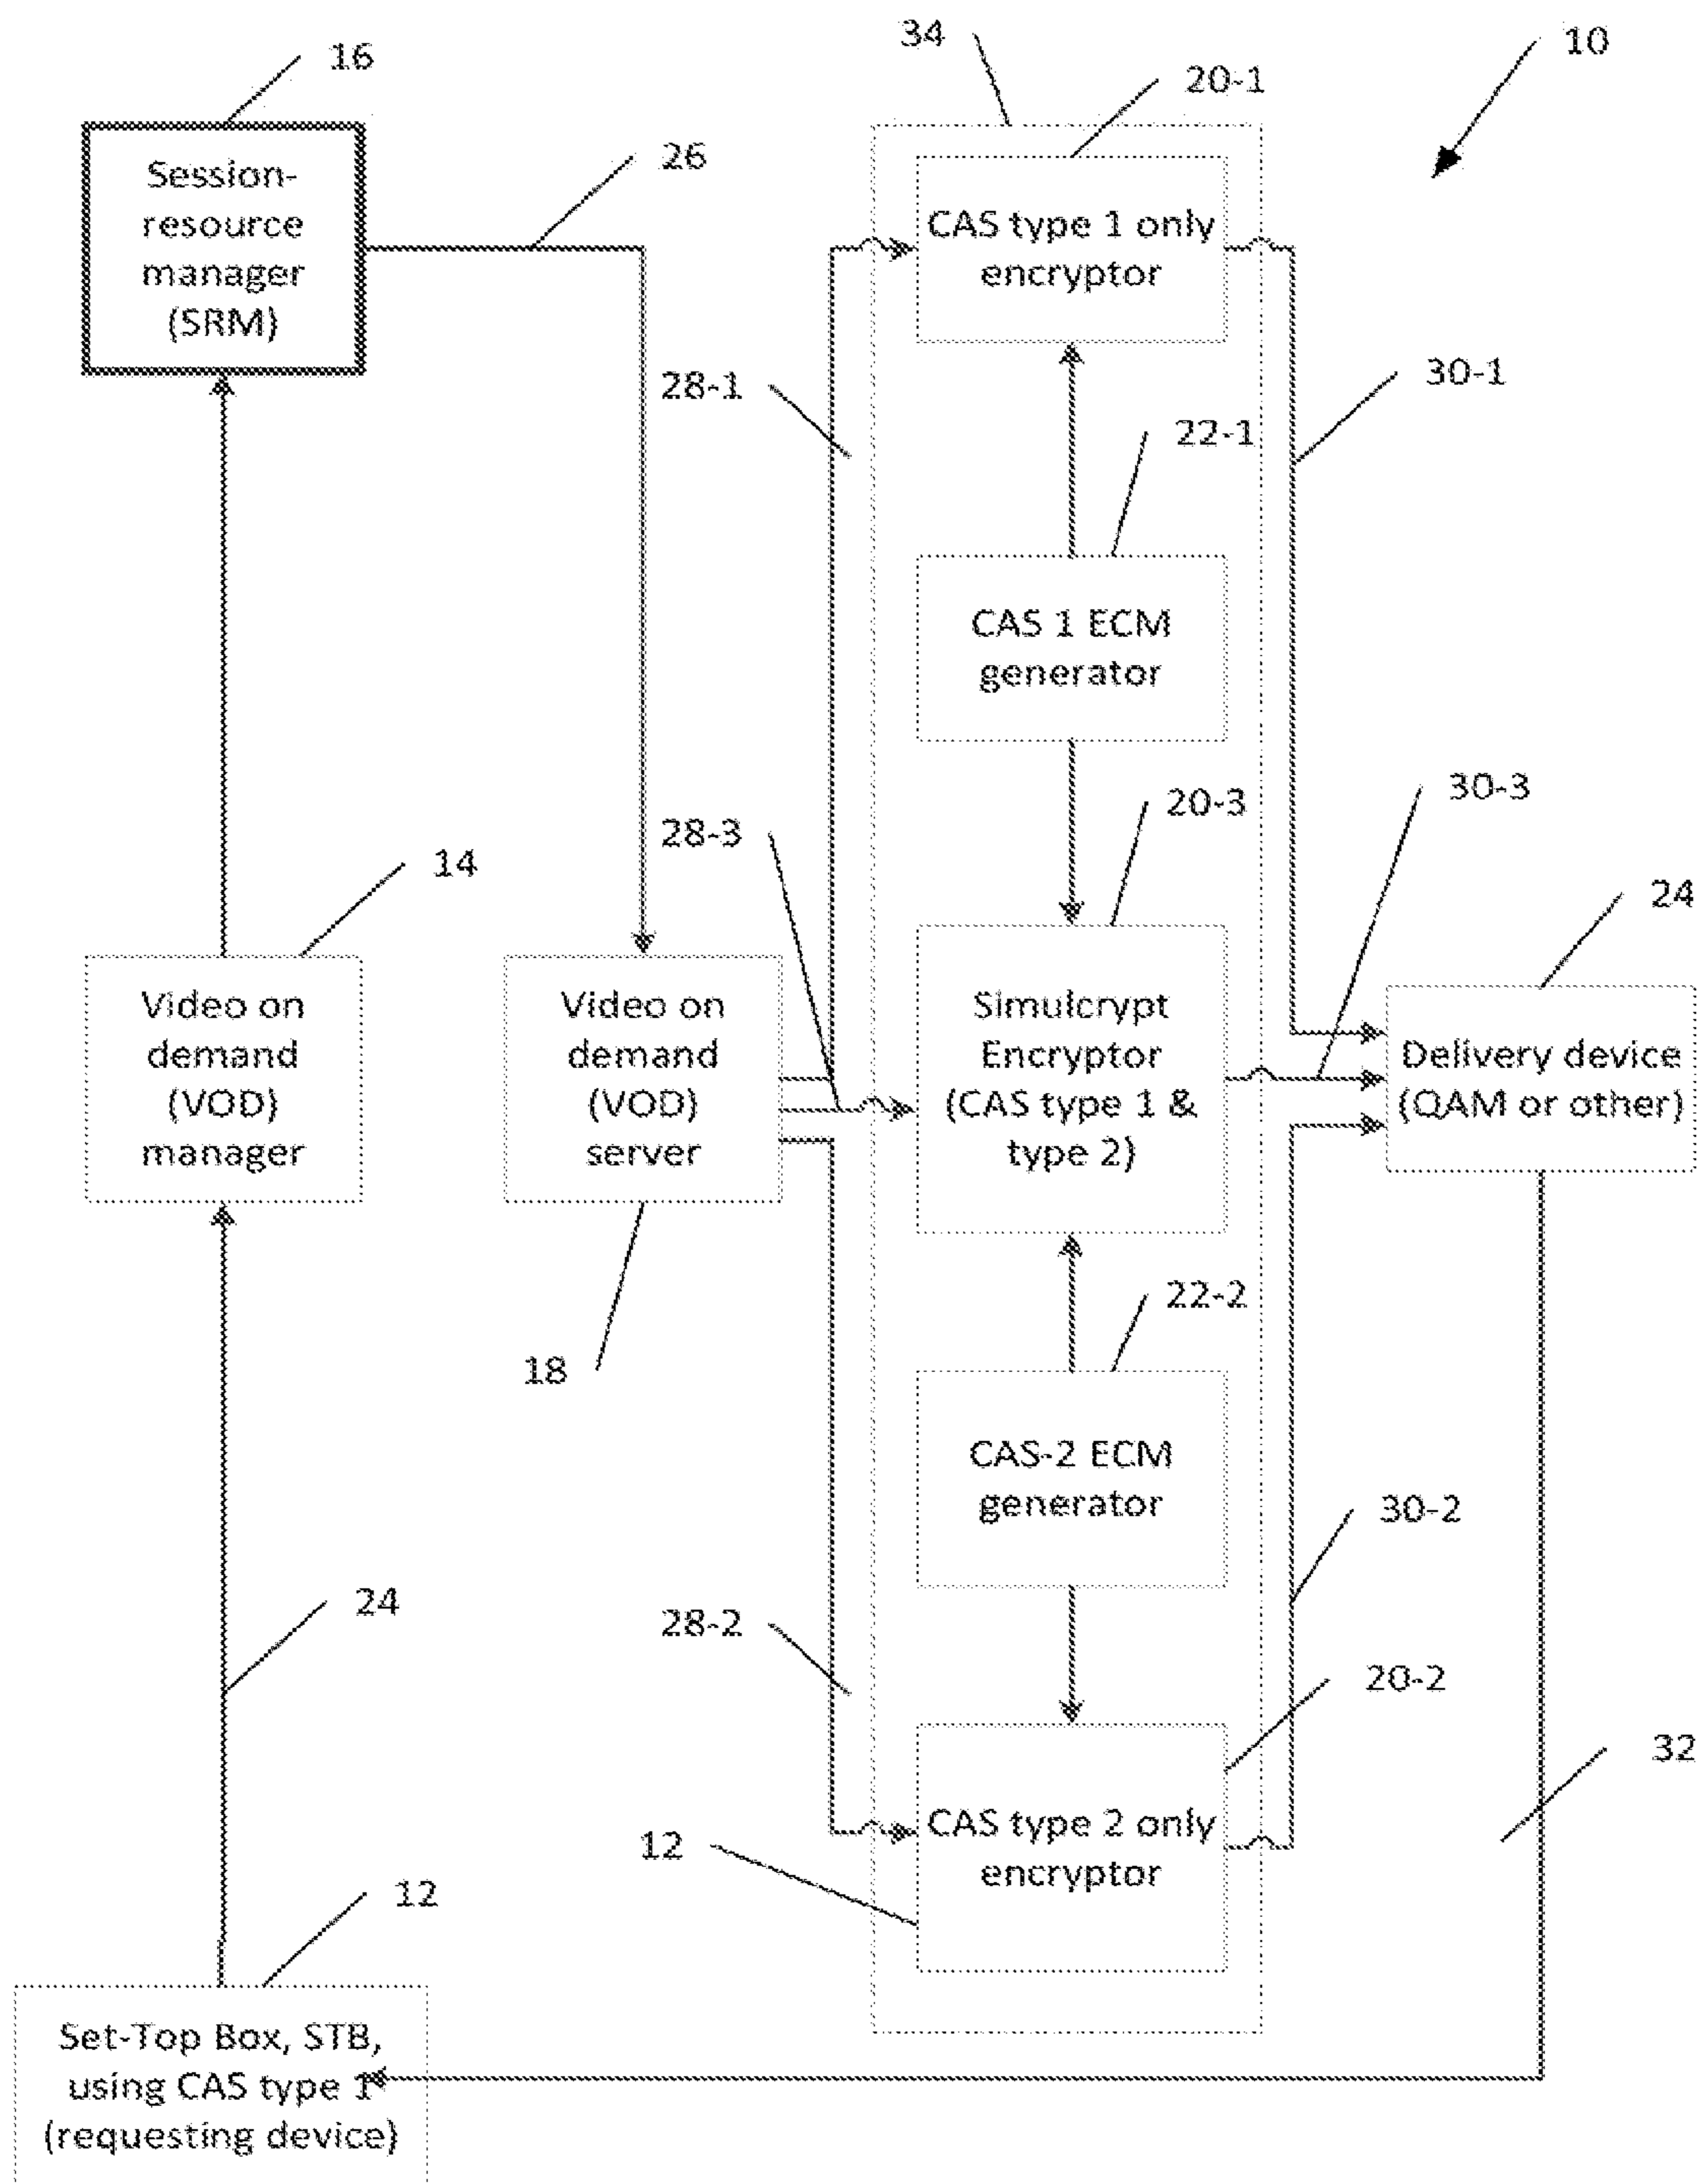 34
10
16
20-1
Session-
resource
manager
(SRM)
26
CAS type 1 only
encryptor
28-1
30-1
22-1
CAS 1 ECM
generator
30-3
20-3
28-3
14
24
Video on
demand
(VOD)
manager
Video on
demand
(VOD)
server
Simulcrypt
Encryptor
(CAS type 1 &
type 2)
Delivery device
(QAM or other)
22-2
18
CAS-2 ECM
generator
30-2
24
28-2
20-2
32
CAS type 2 only
encryptor
12
12
Set-Top Box, STB,
using CAS type 1
(requesting device)